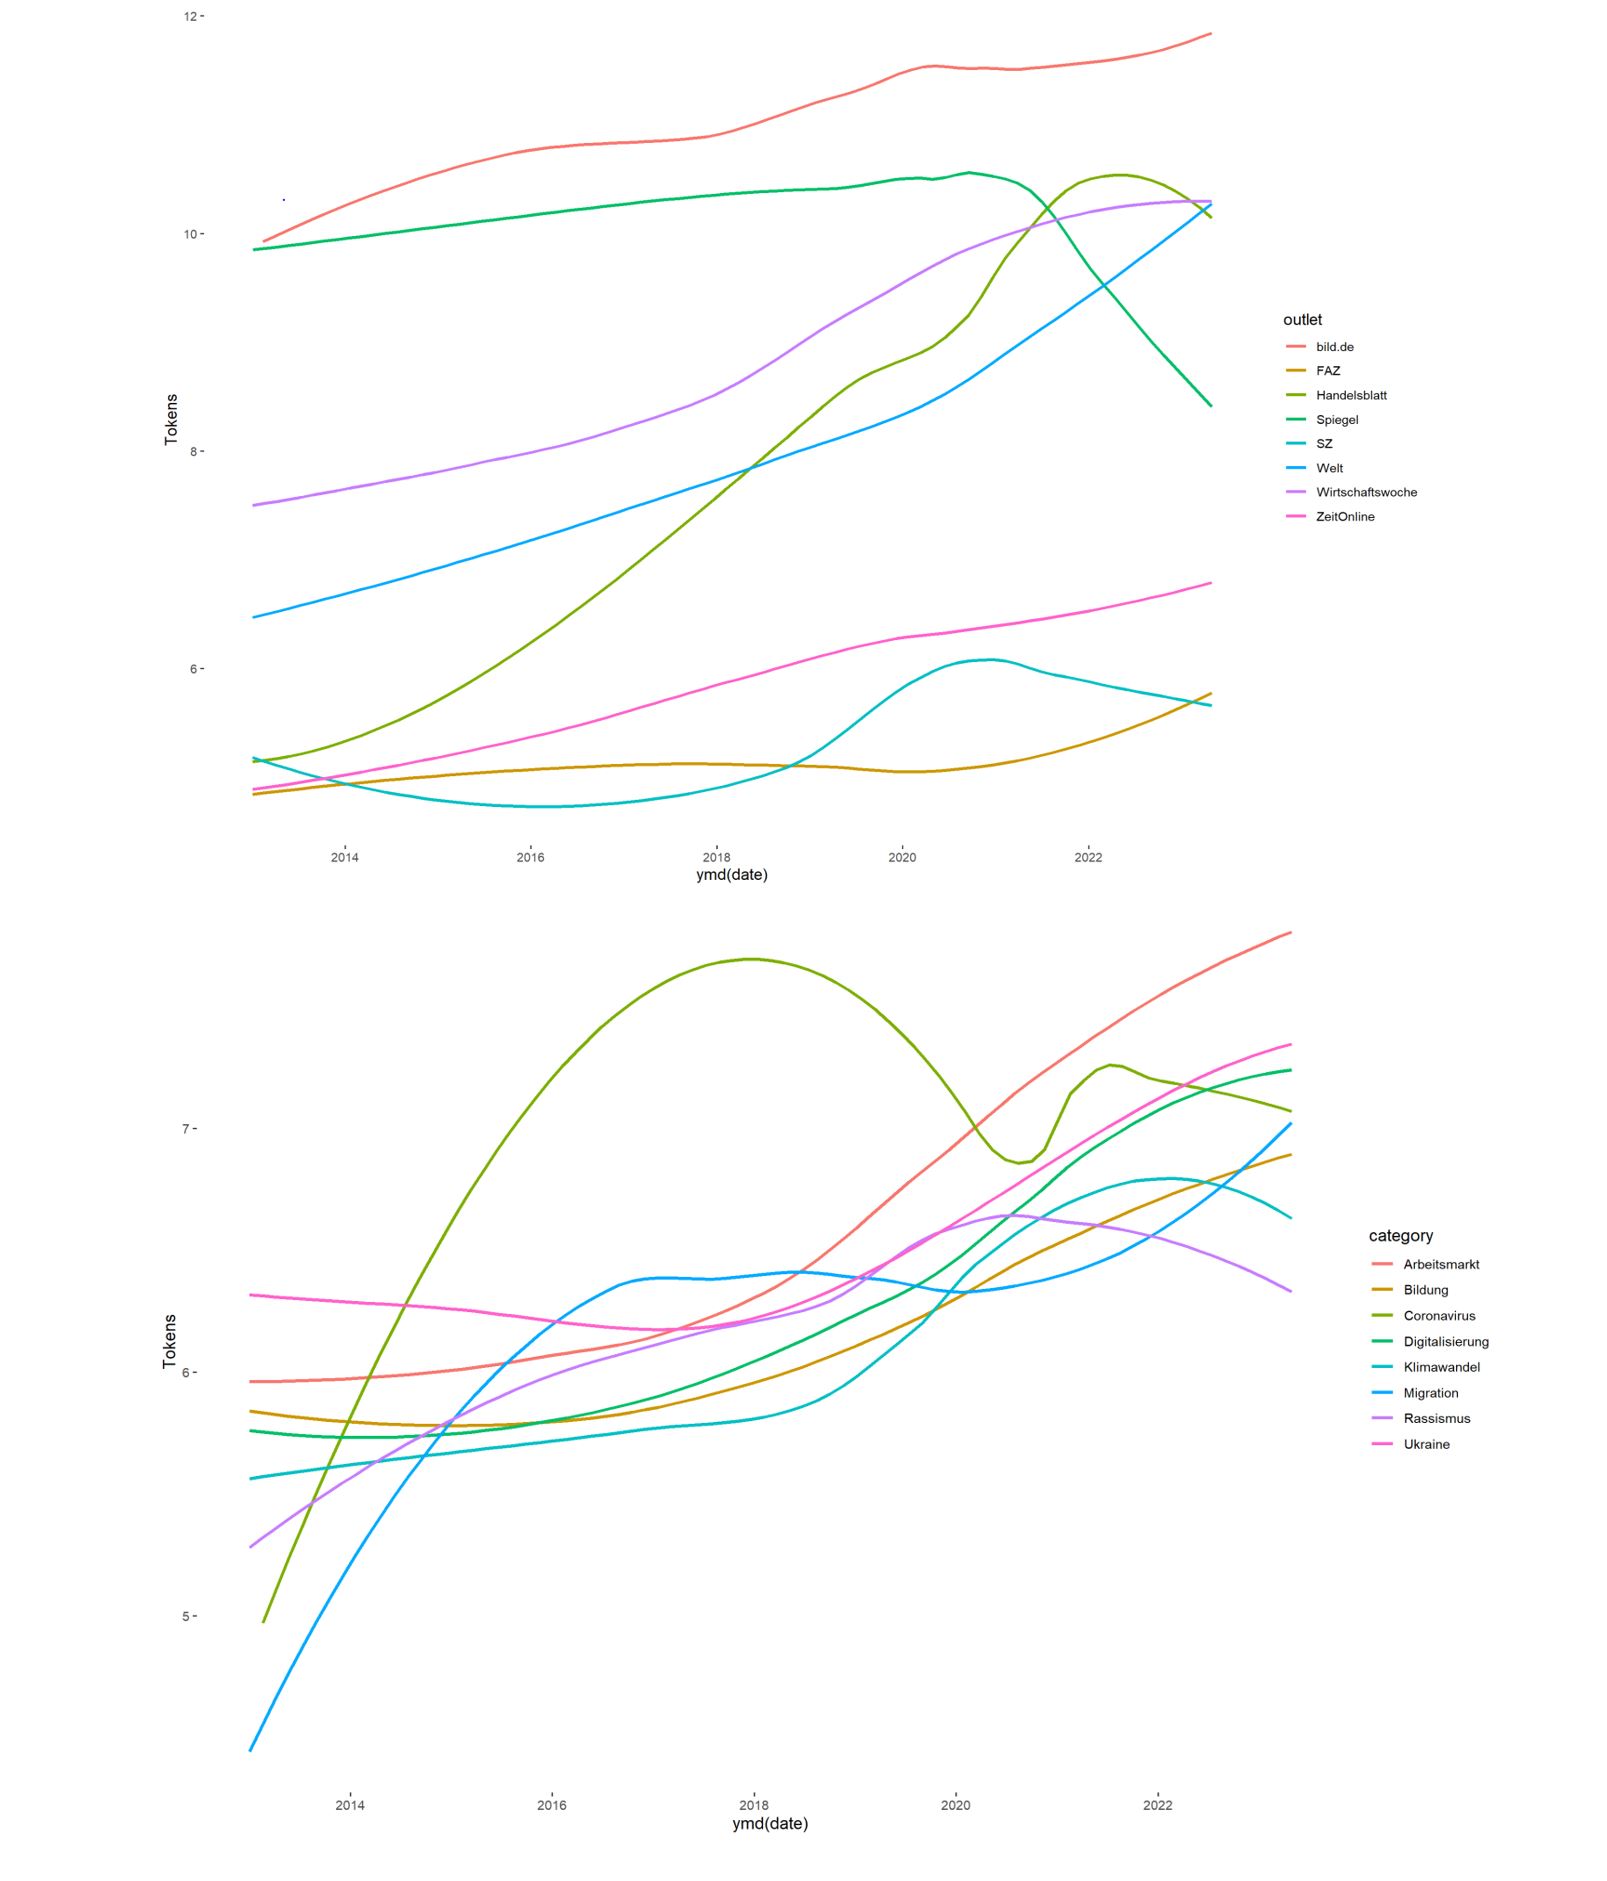 12
10
8
6
Tokens
2014 2016 2018 2020 2022
ymd(date)
outlet
bild.de
FAZ
Handelsblatt
Spiegel
SZ
Welt
Wirtschaftswoche
ZeitOnline
7
6
5
Tokens
2014 2016 2018 2020 2022
ymd(date)
category
Arbeitsmarkt
Bildung
Coronavirus
Digitalisierung
Klimawandel
Migration
Rassismus
Ukraine